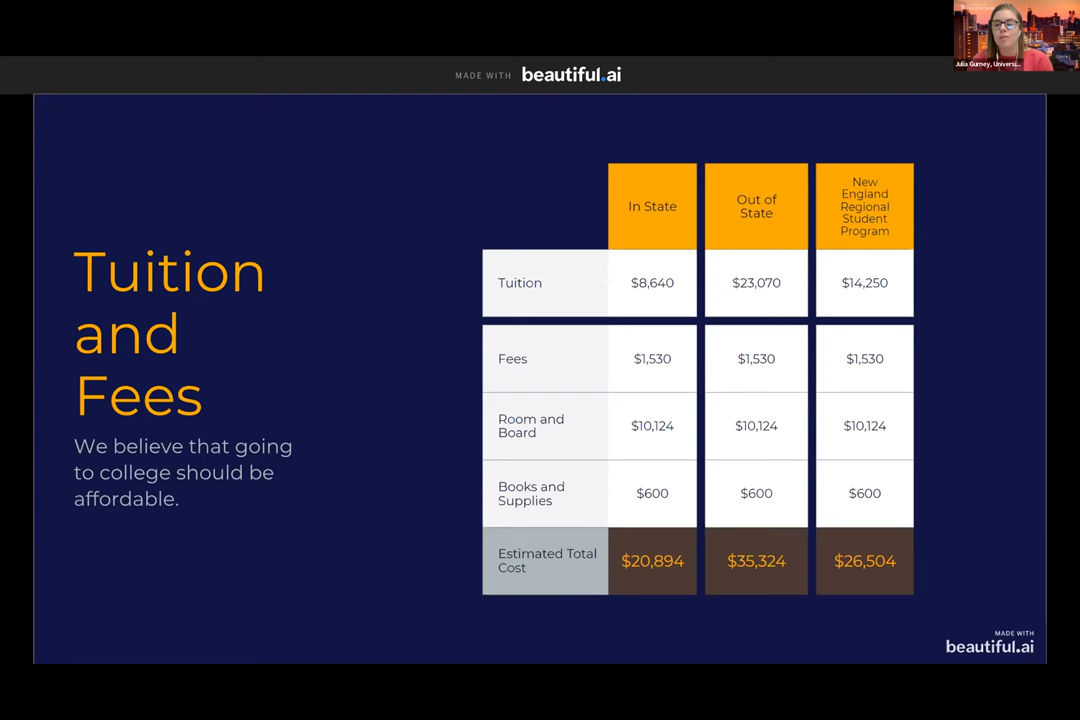 Julia Gurney, Universi...
MADE WITH beautiful.ai
Tuition
and
Fees
We believe that going
to college should be
affordable.
In State
Out of
State
New
England
Regional
Student
Program
Tuition $8,640 $23,070 $14,250
Fees $1,530 $1,530 $1,530
Room and
Board
$10,124 $10,124 $10,124
Books and
Supplies
$600 $600 $600
Estimated Total
Cost
$20,894 $35,324 $26,504
MADE WITH
beautiful.ai